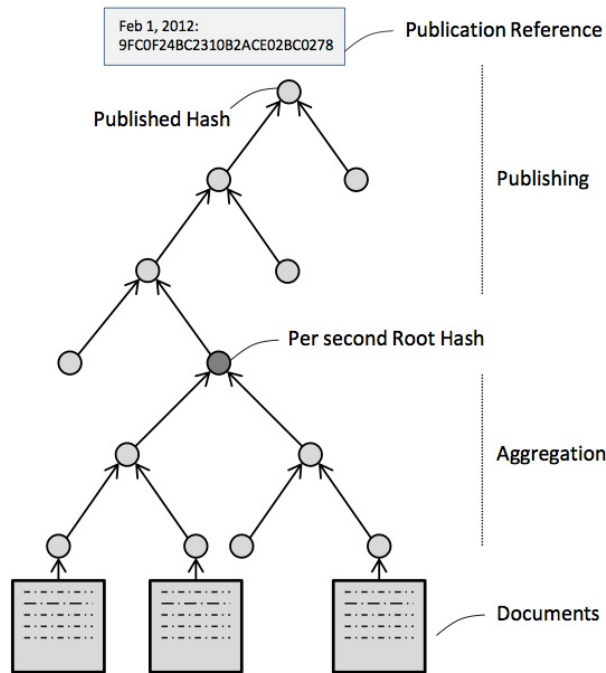 Feb 1, 2012:
9FC0F24BC2310B2ACE02BC0278
Publication Reference
Published Hash
Publishing
Per second Root Hash
Aggregation
Documents